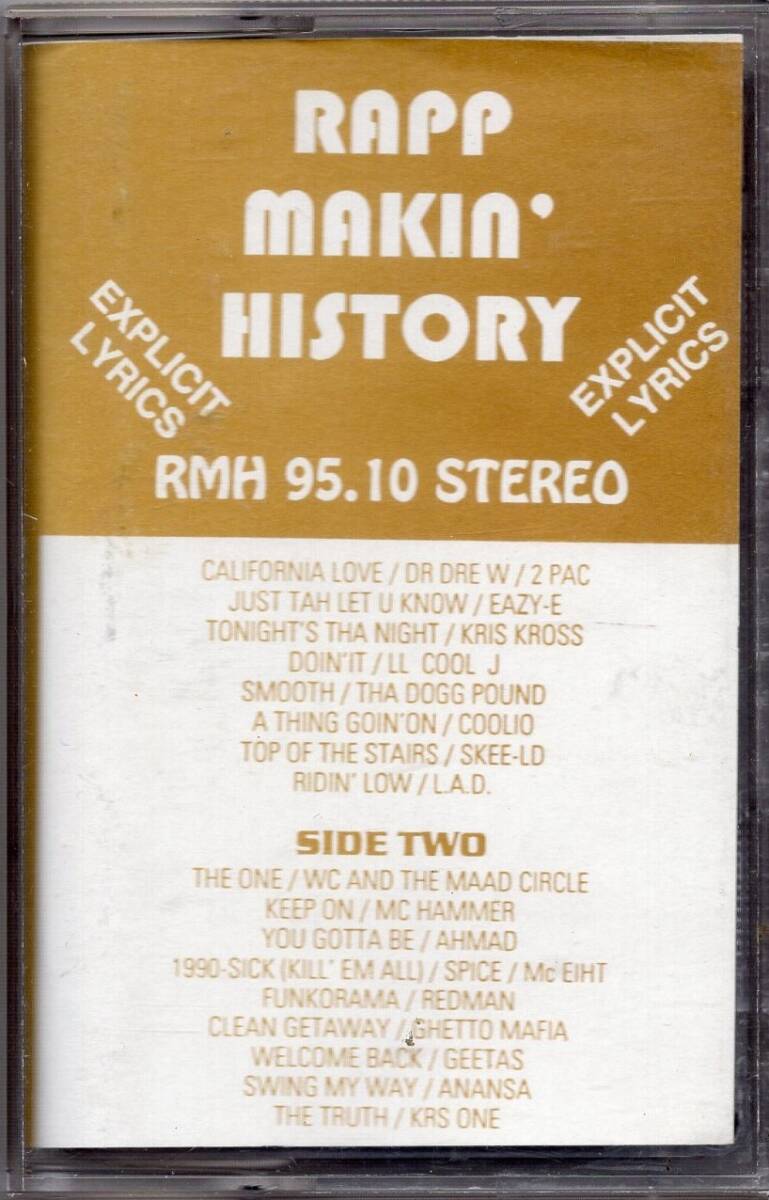 RAPP
MAKIN'
HISTORY
EXPLICIT
LYRICS
EXPLICIT
LYRICS
RMH 95.10 STEREO
CALIFORNIA LOVE / DR DRE W / 2 PAC
JUST TAH LET U KNOW / EAZY-E
TONIGHT'S THA NIGHT / KRIS KROSS
DOIN'IT / LL COOL J
SMOOTH / THA DOGG POUND
A THING GOIN'ON / COOLIO
TOP OF THE STAIRS / SKEE-LD
RIDIN' LOW / L.A.D.
SIDE TWO
THE ONE / WC AND THE MAAD CIRCLE
KEEP ON / MC HAMMER
YOU GOTTA BE / AHMAD
1990-SICK (KILL' EM ALL) / SPICE / Mc EIHT
FUNKORAMA / REDMAN
CLEAN GETAWAY / GHETTO MAFIA
WELCOME BACK / GEETAS
SWING MY WAY / ANANSA
THE TRUTH / KRS ONE